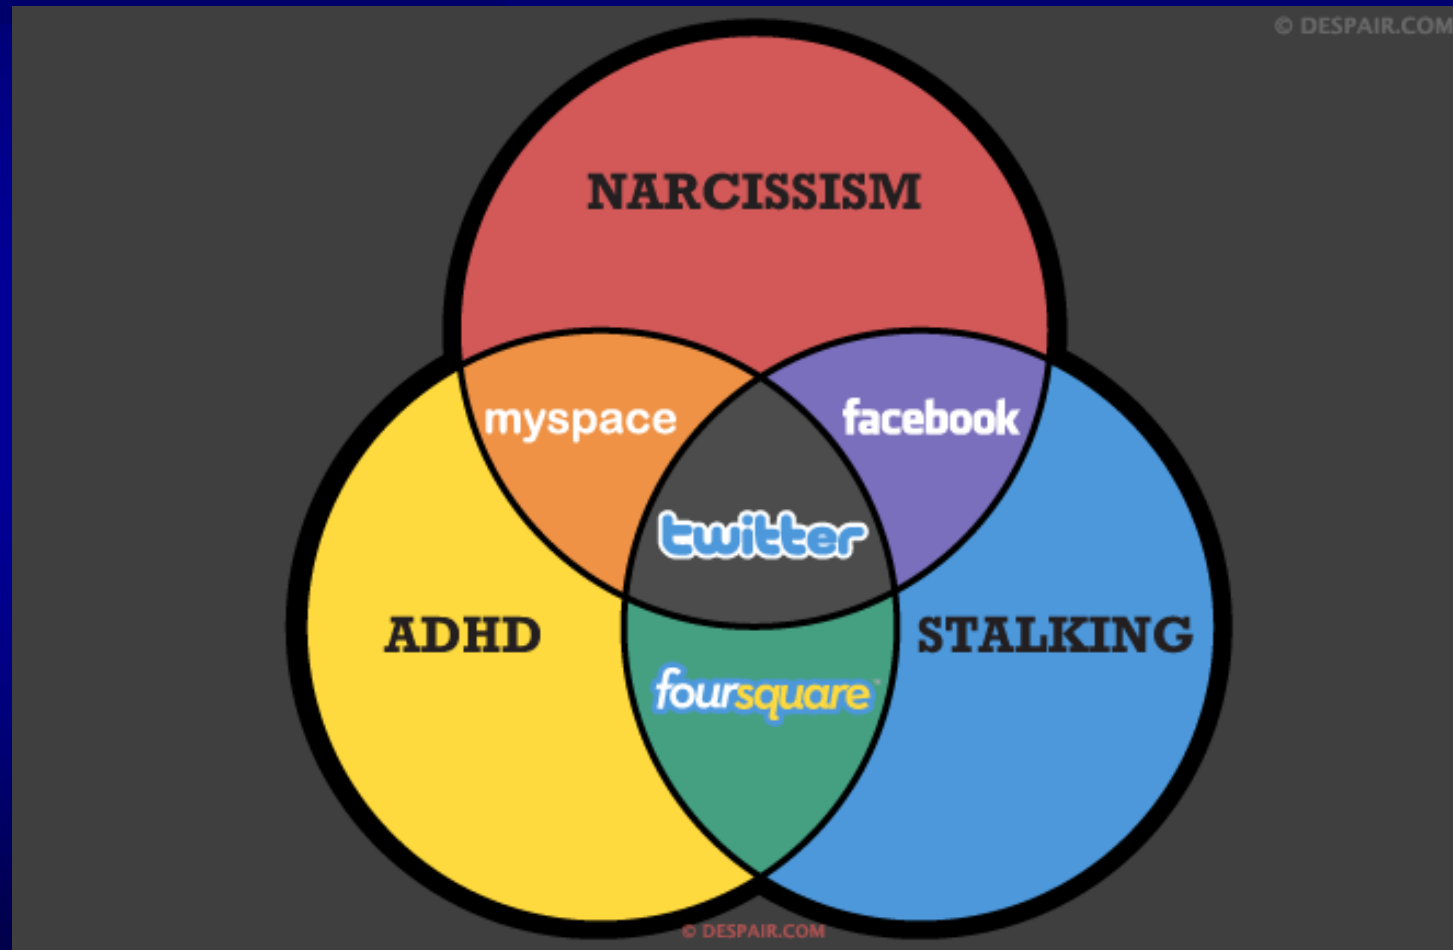 © DESPAIR.COM
NARCISSISM
myspace
facebook
twitter
ADHD
STALKING
foursquare
© DESPAIR.COM